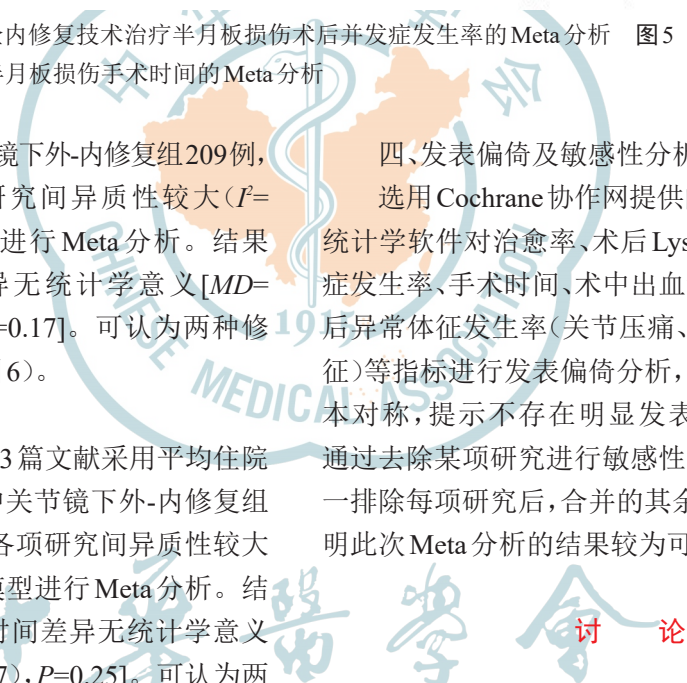 内修复技术治疗半月板损伤术后并发症发生率的Meta分析 图5
半月板损伤手术时间的Meta分析
镜下外-内修复组209例,
研究间异质性较大(I²=
进行Meta分析。结果
异无统计学意义[MD=
=0.17]。可认为两种修
6)。
3篇文献采用平均住院
中关节镜下外-内修复组
各项研究间异质性较大
模型进行Meta分析。结
时间差异无统计学意义
7),P=0.25]。可认为两
四、发表偏倚及敏感性分析
选用Cochrane协作网提供
统计学软件对治愈率、术后Lys
症发生率、手术时间、术中出血
后异常体征发生率(关节压痛、
征)等指标进行发表偏倚分析,
本对称,提示不存在明显发表
通过去除某项研究进行敏感性
一排除每项研究后,合并的其余
明此次Meta分析的结果较为可
讨 论
1915
CHINESE MEDICAL ASSOCIATION
中华醫學會